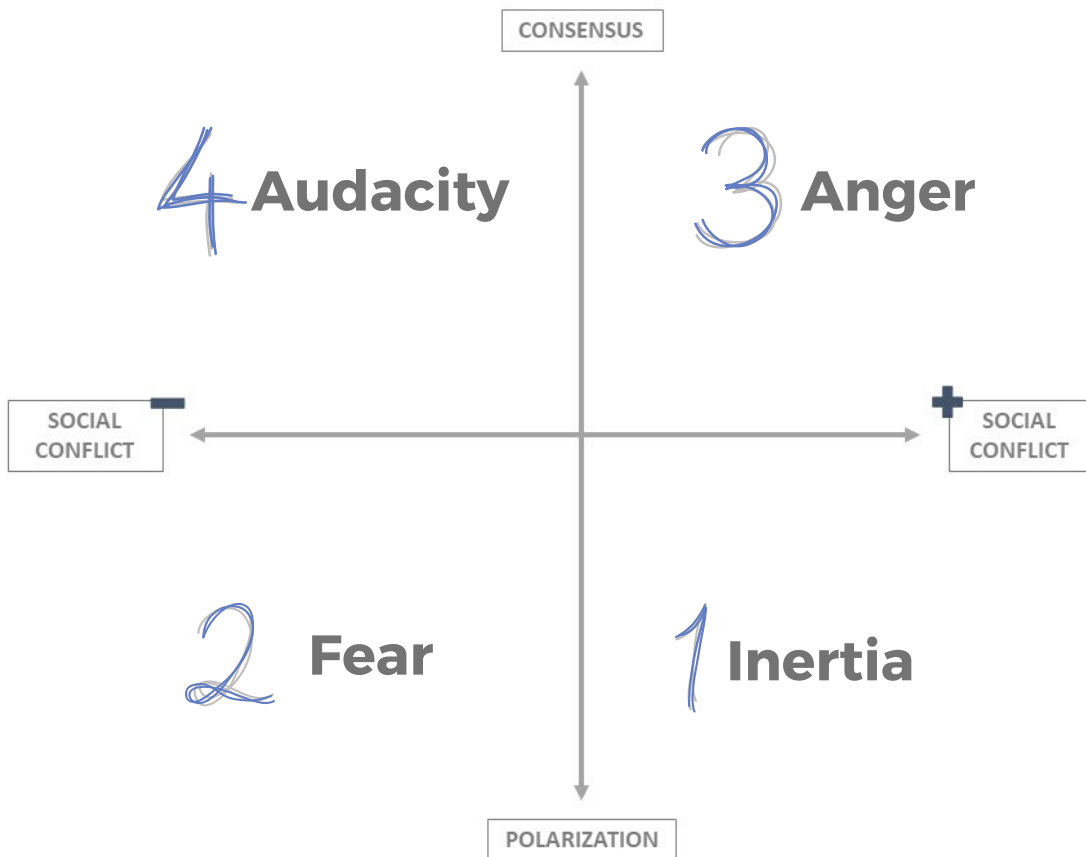 CONSENSUS
4 Audacity
3 Anger
SOCIAL
CONFLICT
SOCIAL
CONFLICT
2 Fear
1 Inertia
POLARIZATION